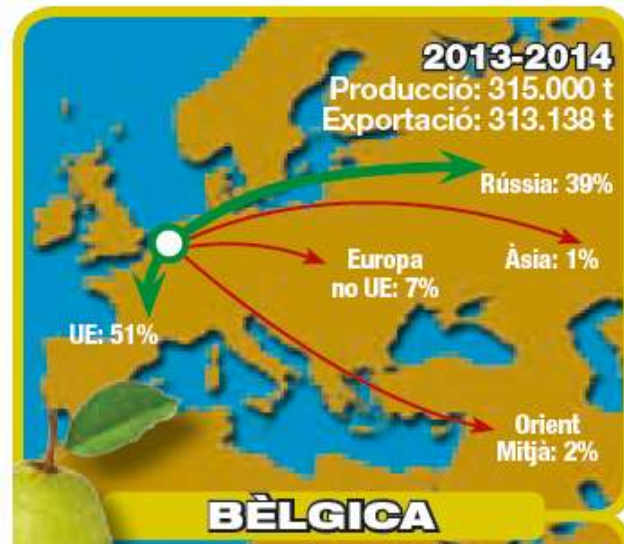 2013-2014
Producció: 315.000 t
Exportació: 313.138 t
Rússia: 39%
Àsia: 1%
Europa
no UE: 7%
UE: 51%
Orient
Mitjà: 2%
BÈLGICA